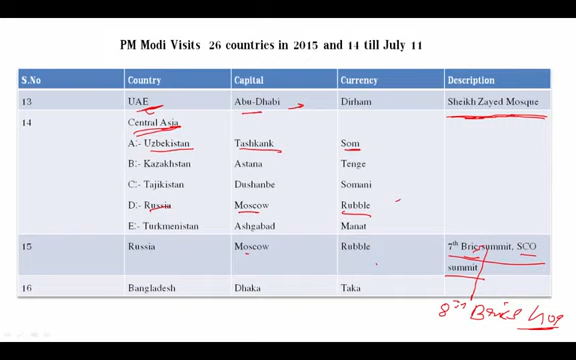 PM Modi Visits 26 countries in 2015 and 14 till July 11
S.No Country Capital Currency Description
13 UAE Abu-Dhabi Dirham Sheikh Zayed Mosque
14 Central Asia
A:- Uzbekistan Tashkank Som
B:- Kazakhstan Astana Tenge
C:- Tajikistan Dushanbe Somani
D:- Russia Moscow Rubble
E:- Turkmenistan Ashgabad Manat
15 Russia Moscow Rubble 7th Bric summit, SCO
summit
16 Bangladesh Dhaka Taka
8th Brics